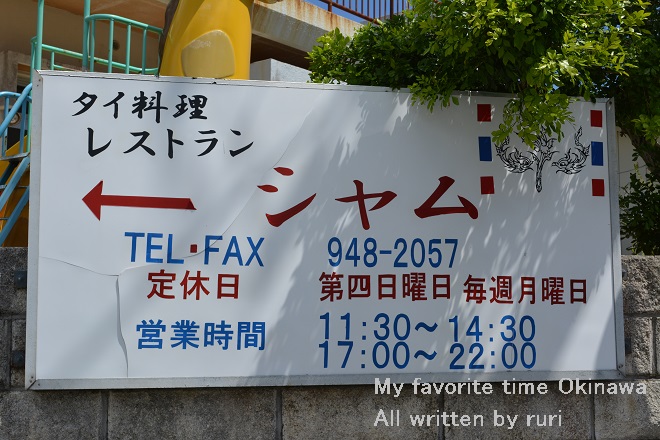 タイ料理
レストラン
シャム
TEL・FAX 948-2057
定休日 第四日曜日 毎週月曜日
営業時間 11:30～14:30
17:00～22:00
My favorite time Okinawa
All written by ruri